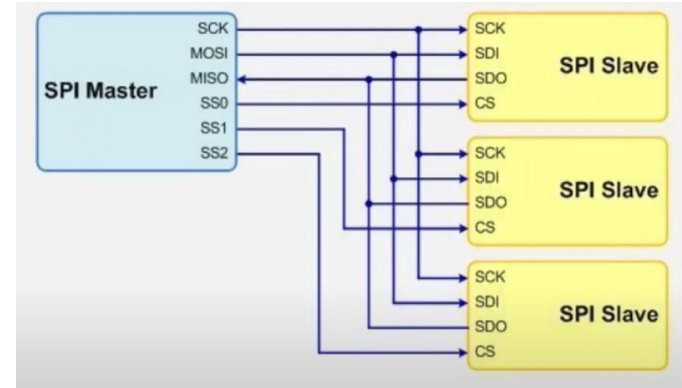 SPI Master
SCK
MOSI
MISO
SS0
SS1
SS2
SCK
SDI
SDO
CS
SPI Slave
SCK
SDI
SDO
CS
SPI Slave
SCK
SDI
SDO
CS
SPI Slave